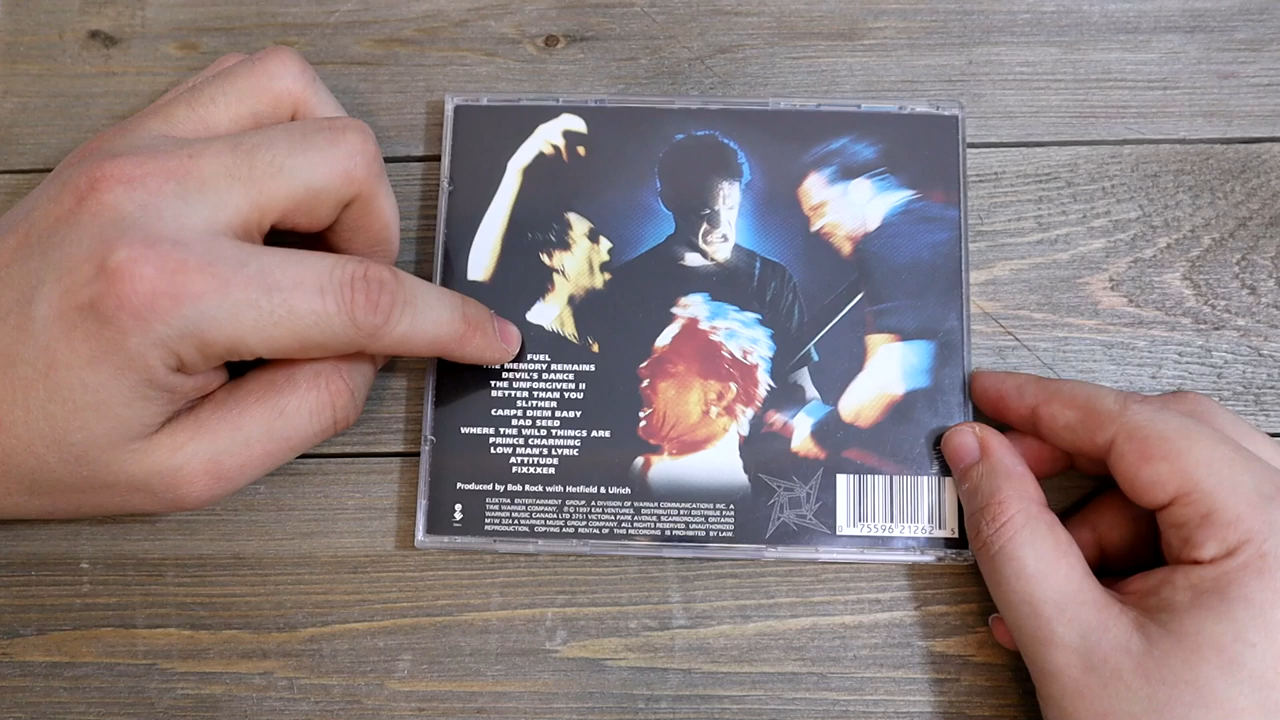 FUEL
THE MEMORY REMAINS
DEVIL'S DANCE
THE UNFORGIVEN II
BETTER THAN YOU
SLITHER
CARPE DIEM BABY
BAD SEED
WHERE THE WILD THINGS ARE
PRINCE CHARMING
LOW MAN'S LYRIC
ATTITUDE
FIXXXER
Produced by Bob Rock with Hetfield & Ulrich
ELEKTRA ENTERTAINMENT GROUP, A DIVISION OF WARNER COMMUNICATIONS INC. A
TIME WARNER COMPANY, ℗© 1997 E/M VENTURES. DISTRIBUTED BY/ DISTRIBUE PAR
WARNER MUSIC CANADA LTD 3751 VICTORIA PARK AVENUE, SCARBOROUGH, ONTARIO
M1W 3Z4 A WARNER MUSIC GROUP COMPANY. ALL RIGHTS RESERVED. UNAUTHORIZED
REPRODUCTION, COPYING AND RENTAL OF THIS RECORDING IS PROHIBITED BY LAW.
0 75596 21262 5